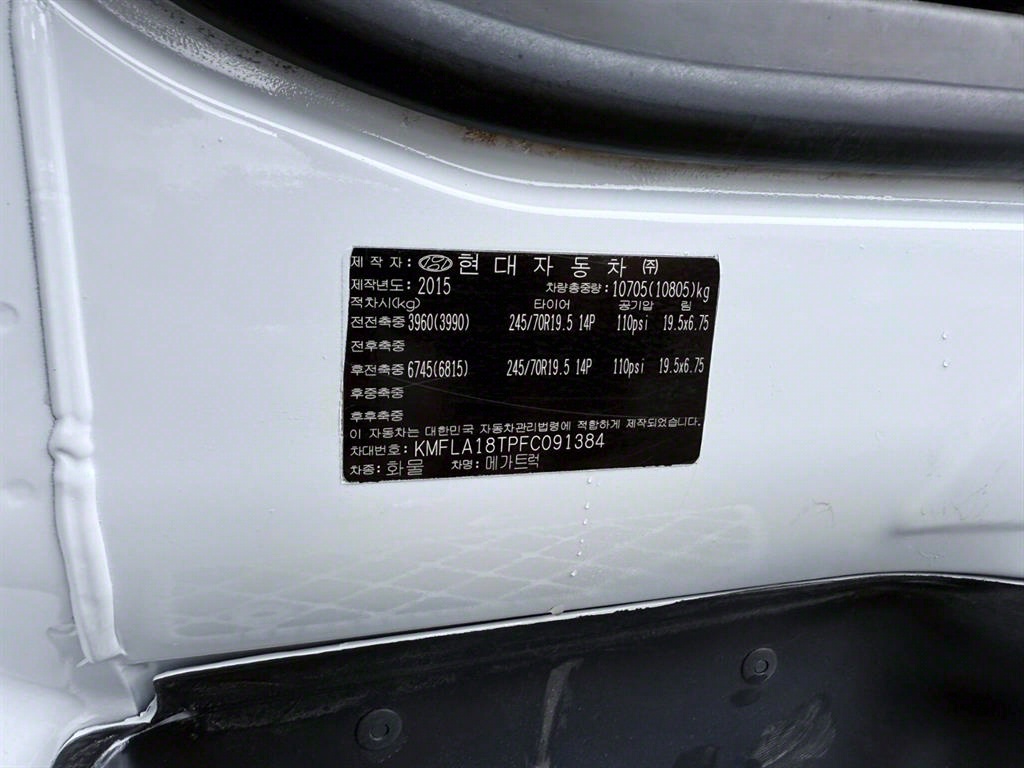 제 작 자 : 현 대 자 동 차 ㈜
제작년도: 2015 차량총중량: 10705(10805)kg
적차시(kg) 타이어 공기압 림
전전축중 3960(3990) 245/70R19.5 14P 110psi 19.5x6.75
전후축중
후전축중 6745(6815) 245/70R19.5 14P 110psi 19.5x6.75
후중축중
후후축중
이 자동차는 대한민국 자동차관리법령에 적합하게 제작되었습니다.
차대번호: KMFLA18TPFC091384
차종: 화물 차명: 메가트럭